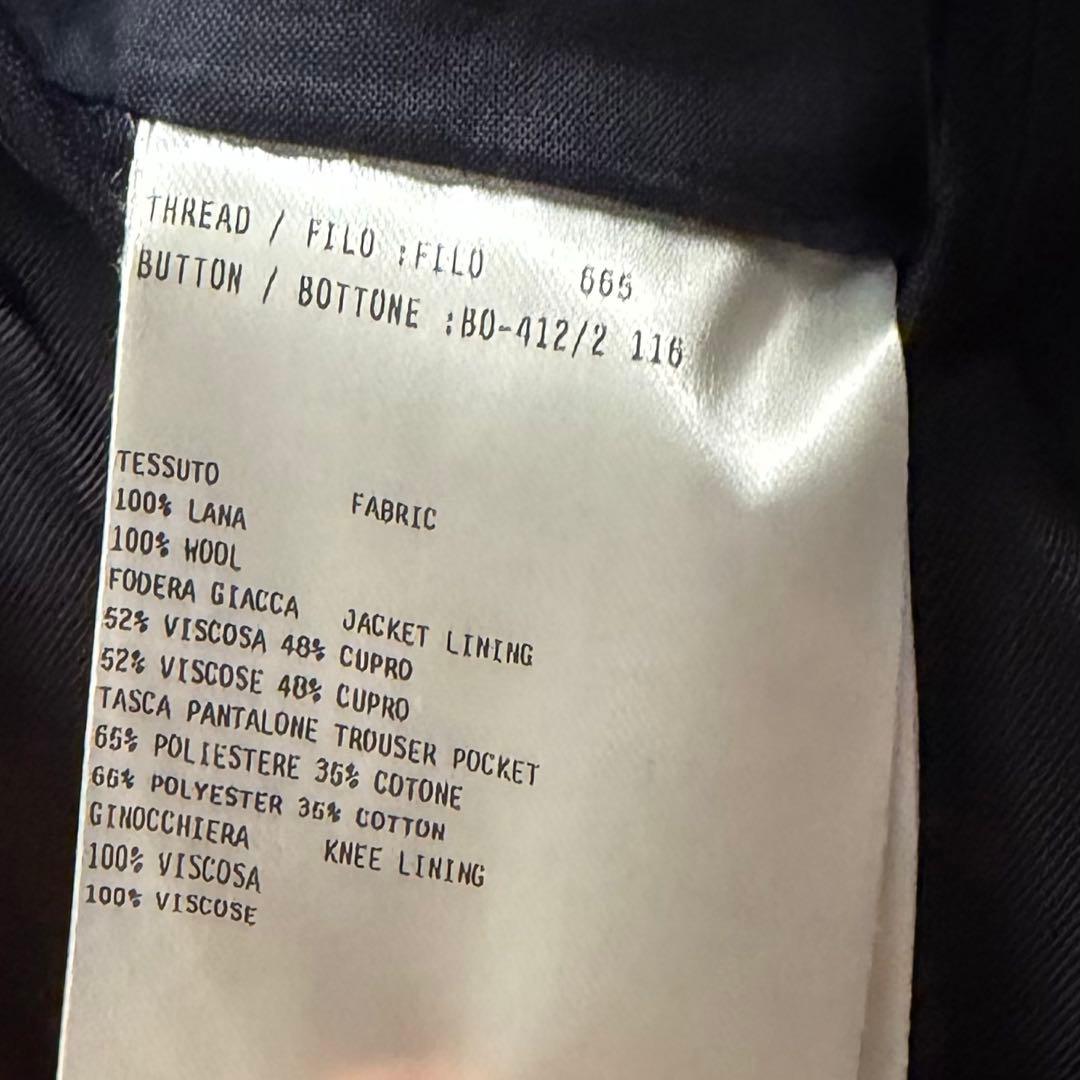 THREAD / FILO :FILO 665
BUTTON / BOTTONE :BO-412/2 116
TESSUTO FABRIC
100% LANA
100% WOOL
FODERA GIACCA JACKET LINING
52% VISCOSA 48% CUPRO
52% VISCOSE 48% CUPRO
TASCA PANTALONE TROUSER POCKET
65% POLIESTERE 35% COTONE
65% POLYESTER 35% COTTON
GINOCCHIERA KNEE LINING
100% VISCOSA
100% VISCOSE